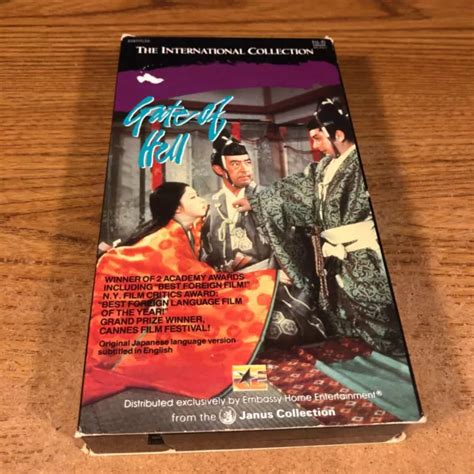 THE INTERNATIONAL COLLECTION
Gate of
Hell
WINNER OF 2 ACADEMY AWARDS
INCLUDING "BEST FOREIGN FILM!"
N.Y. FILM CRITICS AWARD:
"BEST FOREIGN LANGUAGE FILM
OF THE YEAR!"
GRAND PRIZE WINNER,
CANNES FILM FESTIVAL!
Original Japanese language version
subtitled in English
E
Distributed exclusively by Embassy Home Entertainment®
from the Janus Collection